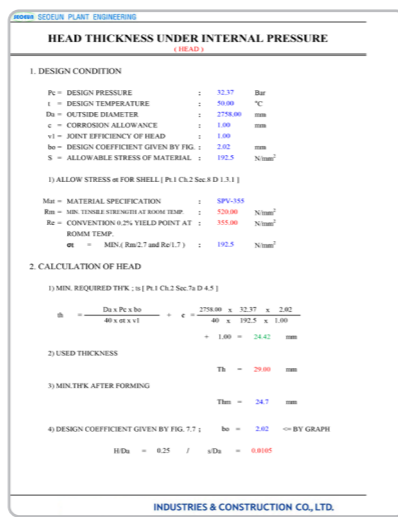 SEOEUN SEOEUN PLANT ENGINEERING
HEAD THICKNESS UNDER INTERNAL PRESSURE
( HEAD )
1. DESIGN CONDITION
Pc = DESIGN PRESSURE : 32.37 Bar
t = DESIGN TEMPERATURE : 50.00 °C
Da = OUTSIDE DIAMETER : 2758.00 mm
c = CORROSION ALLOWANCE : 1.00 mm
v1 = JOINT EFFICIENCY OF HEAD : 1.00
bo = DESIGN COEFFICIENT GIVEN BY FIG. : 2.02 mm
S = ALLOWABLE STRESS OF MATERIAL : 192.5 N/mm²
1) ALLOW STRESS σt FOR SHELL [ Pt.1 Ch.2 Sec.8 D 1.3.1 ]
Mat = MATERIAL SPECIFICATION : SPV-355
Rm = MIN. TENSILE STRENGTH AT ROOM TEMP. : 520.00 N/mm²
Re = CONVENTION 0.2% YIELD POINT AT : 355.00 N/mm²
ROMM TEMP.
σt = MIN.( Rm/2.7 and Re/1.7 ) : 192.5 N/mm²
2. CALCULATION OF HEAD
1) MIN. REQUIRED TH'K ; ts [ Pt.1 Ch.2 Sec.7a D 4.5 ]
Da x Pc x bo 2758.00 x 32.37 x 2.02
th = + c =
40 x σt x v1 40 x 192.5 x 1.00
+ 1.00 = 24.42 mm
2) USED THICKNESS
Th = 29.00 mm
3) MIN.TH'K AFTER FORMING
Thm = 24.7 mm
4) DESIGN COEFFICIENT GIVEN BY FIG. 7.7 ; bo = 2.02 <= BY GRAPH
H/Da = 0.25 / s/Da = 0.0105
INDUSTRIES & CONSTRUCTION CO., LTD.